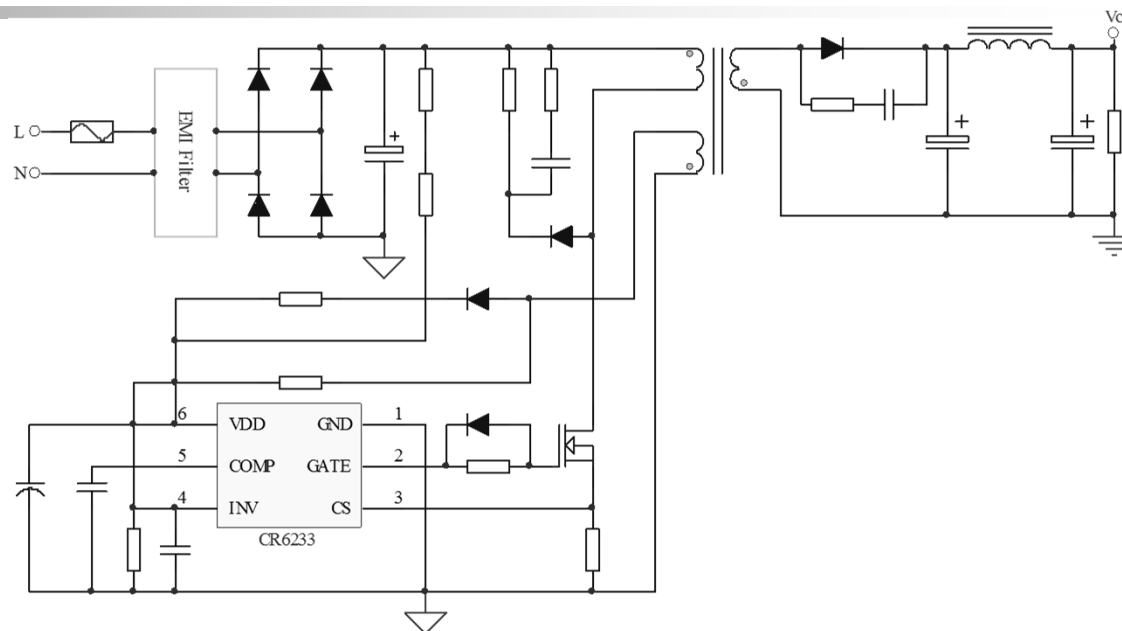 Vo
L
EMI Filter
N
6 VDD GND 1
5 COMP GATE 2
4 INV CS 3
CR6233